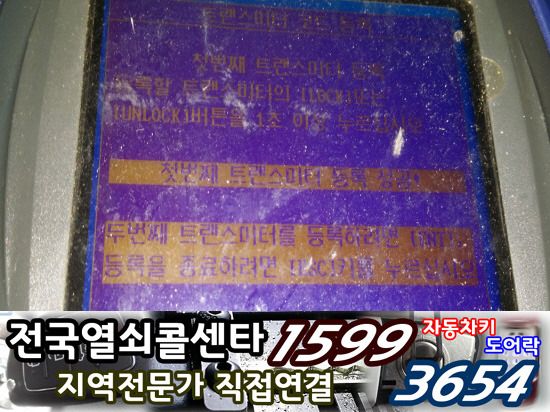 트랜스미터 코드 등록
첫번째 트랜스미터 등록
등록할 트랜스미터의 [LOCK]또는
[UNLOCK]버튼을 1초 이상 누르십시오
첫번째 트랜스미터 등록 성공!
두번째 트랜스미터를 등록하려면 [ENT]
등록을 종료하려면 [ESC]키를 누르십시오
전국열쇠콜센타 1599
자동차키
도어락
지역전문가 직접연결 -3654